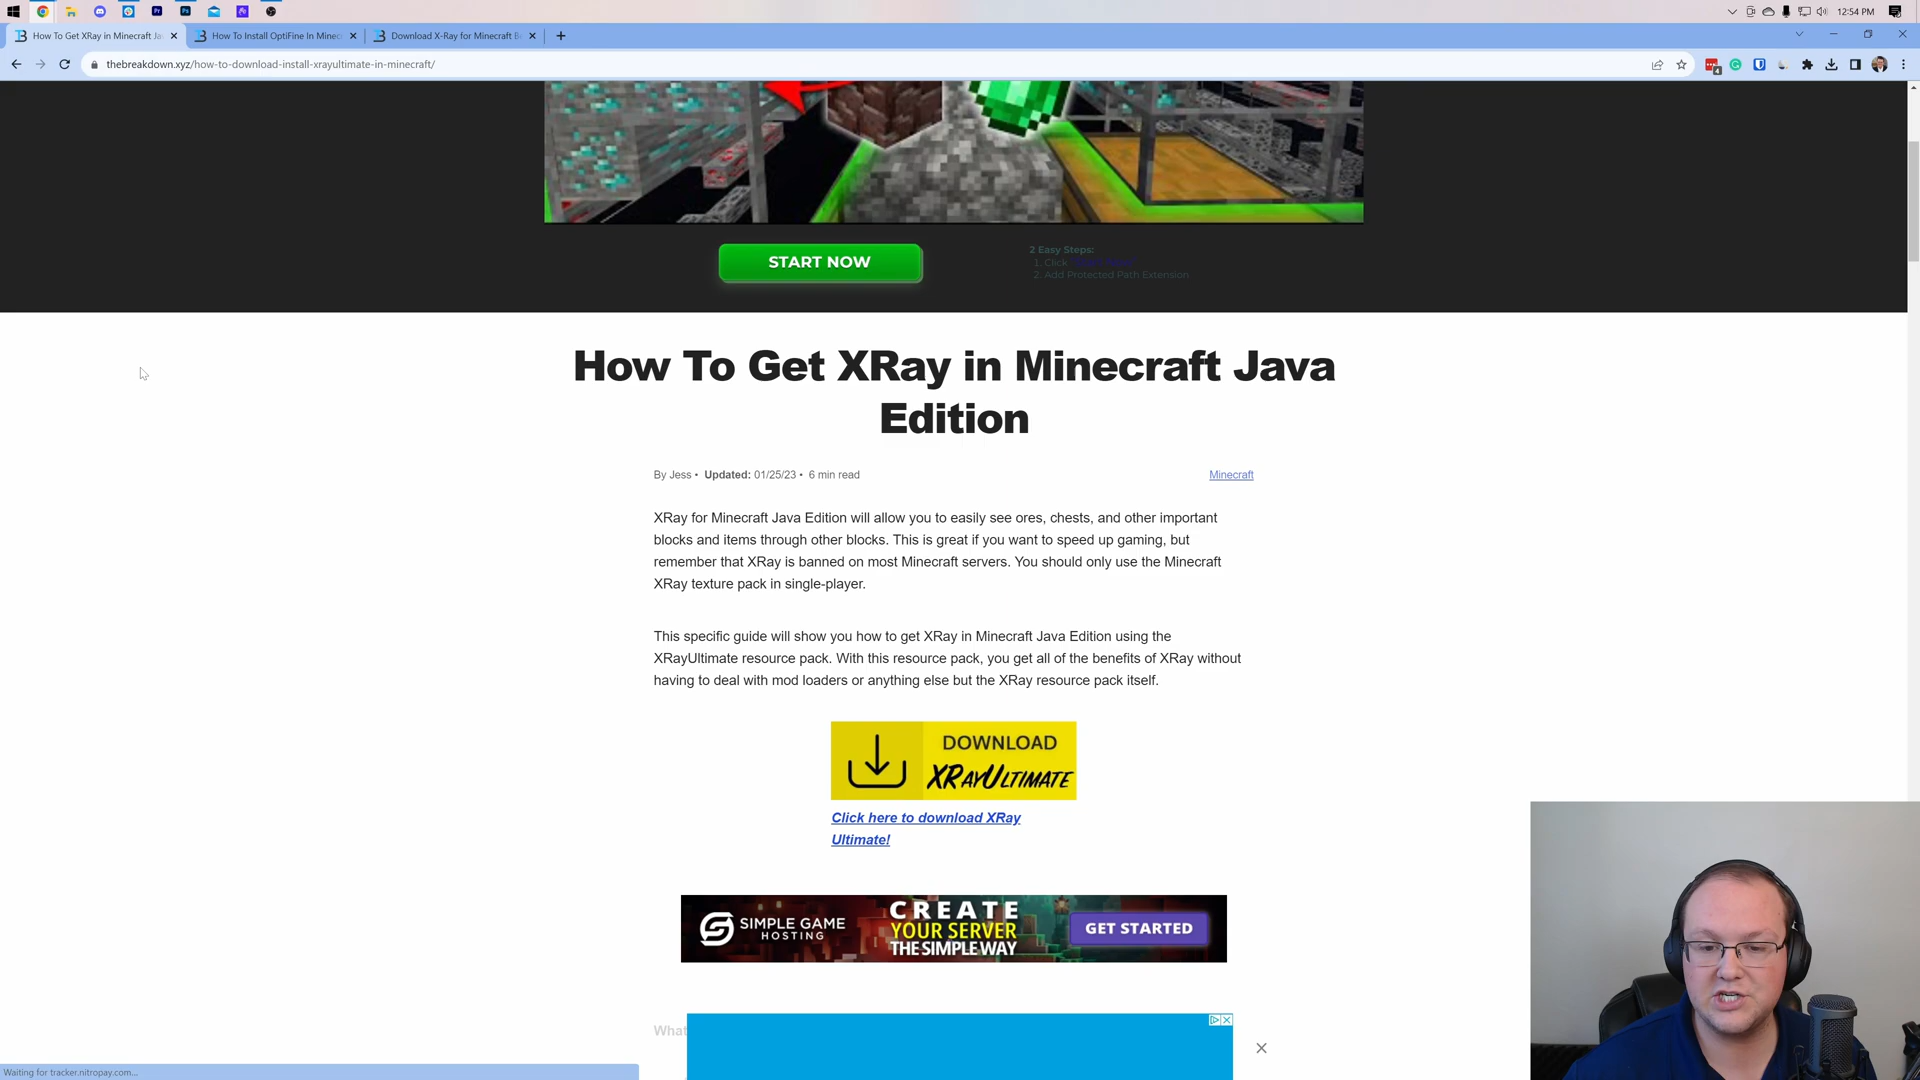 12:54 PM
How To Get XRay in Minecraft Ja
How To Install OptiFine In Minec
Download X-Ray for Minecraft B
thebreakdown.xyz/how-to-download-install-xrayultimate-in-minecraft/
START NOW
2 Easy Steps:
1. Click
2. Add Protected Path Extension
How To Get XRay in Minecraft Java
Edition
By Jess • Updated: 01/25/23 • 6 min read
Minecraft
XRay for Minecraft Java Edition will allow you to easily see ores, chests, and other important
blocks and items through other blocks. This is great if you want to speed up gaming, but
remember that XRay is banned on most Minecraft servers. You should only use the Minecraft
XRay texture pack in single-player.
This specific guide will show you how to get XRay in Minecraft Java Edition using the
XRayUltimate resource pack. With this resource pack, you get all of the benefits of XRay without
having to deal with mod loaders or anything else but the XRay resource pack itself.
DOWNLOAD
XRAYULTIMATE
Click here to download XRay
Ultimate!
SIMPLE GAME
HOSTING
CREATE
YOUR SERVER
THE SIMPLE WAY
GET STARTED
What
Waiting for tracker.nitropay.com...